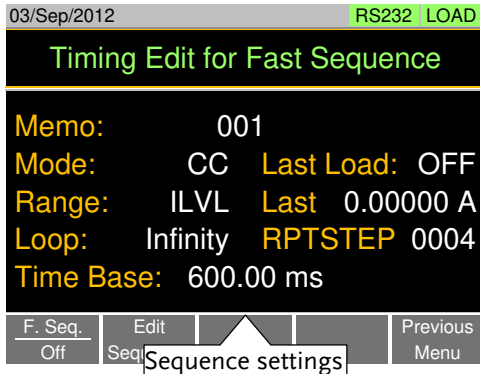 03/Sep/2012 RS232 LOAD
Timing Edit for Fast Sequence
Memo: 001
Mode: CC Last Load: OFF
Range: ILVL Last 0.00000 A
Loop: Infinity RPTSTEP 0004
Time Base: 600.00 ms
F. Seq. Edit Previous
Off Menu
Sequence settings